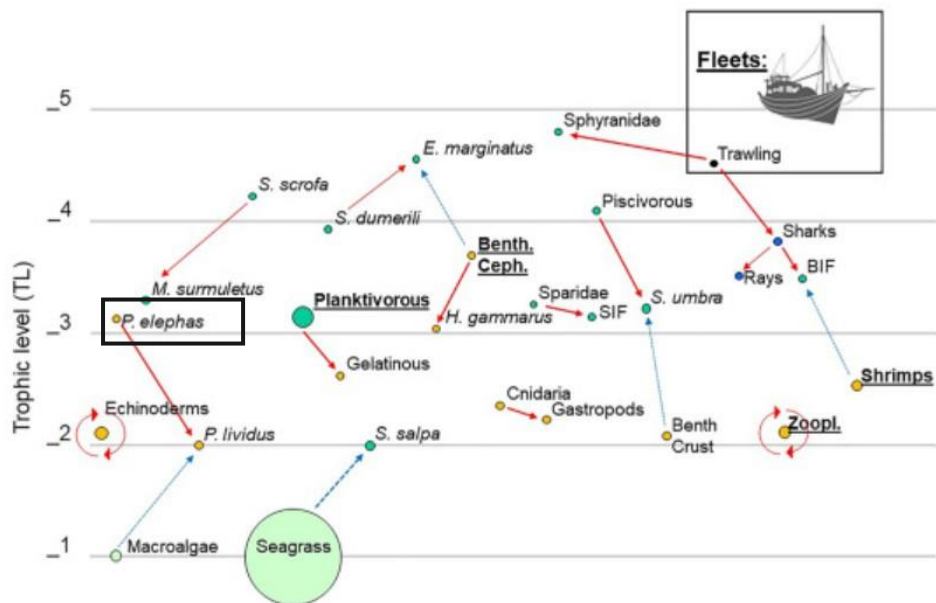 Fleets:
_5
Sphyranidae
E. marginatus
Trawling
S. scrofa
_4
Piscivorous
S. dumerili
Sharks
Benth.
Ceph.
Rays
BIF
M. surmuletus
Planktivorous
Sparidae
S. umbra
P. elephas
H. gammarus
SIF
_3
Trophic level (TL)
Gelatinous
Shrimps
Cnidaria
Echinoderms
Gastropods
P. lividus
S. salpa
Benth
Crust
Zoopl.
_2
Macroalgae
Seagrass
_1